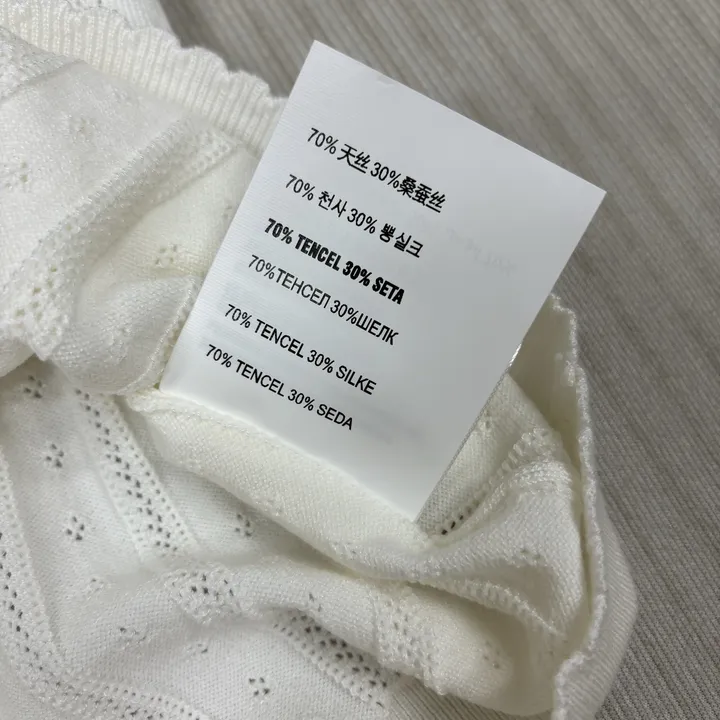 70% 天丝 30%桑蚕丝
70% 천사 30% 뽕실크
70% TENCEL 30% SETA
70%ТЕНСЕЛ 30%ШЕЛК
70% TENCEL 30% SILKE
70% TENCEL 30% SEDA